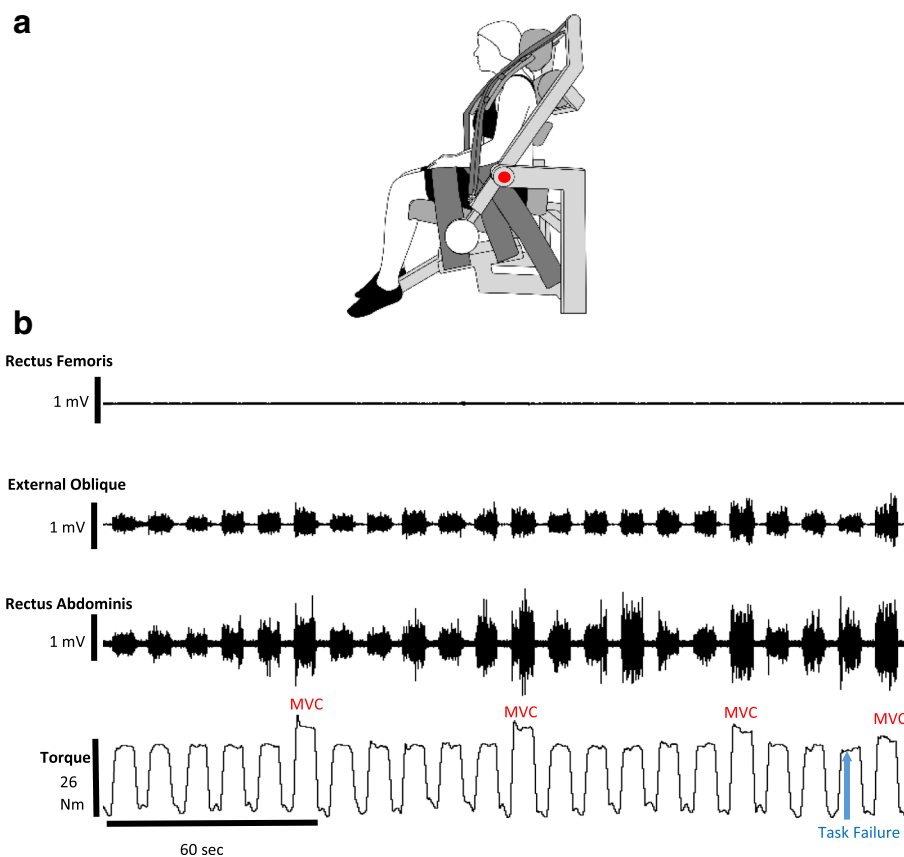 a
b
Rectus Femoris
1 mV
External Oblique
1 mV
Rectus Abdominis
1 mV
MVC
MVC
MVC
MVC
Torque
26
Nm
Task Failure
60 sec